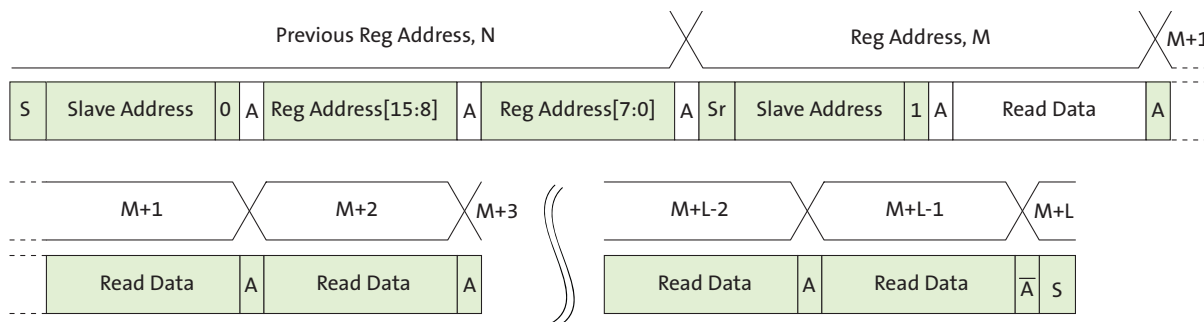 Previous Reg Address, N Reg Address, M M+1
S Slave Address 0 A Reg Address[15:8] A Reg Address[7:0] A Sr Slave Address 1 A Read Data A
M+1 M+2 M+3 M+L-2 M+L-1 M+L
Read Data A Read Data A Read Data A Read Data A̅ S